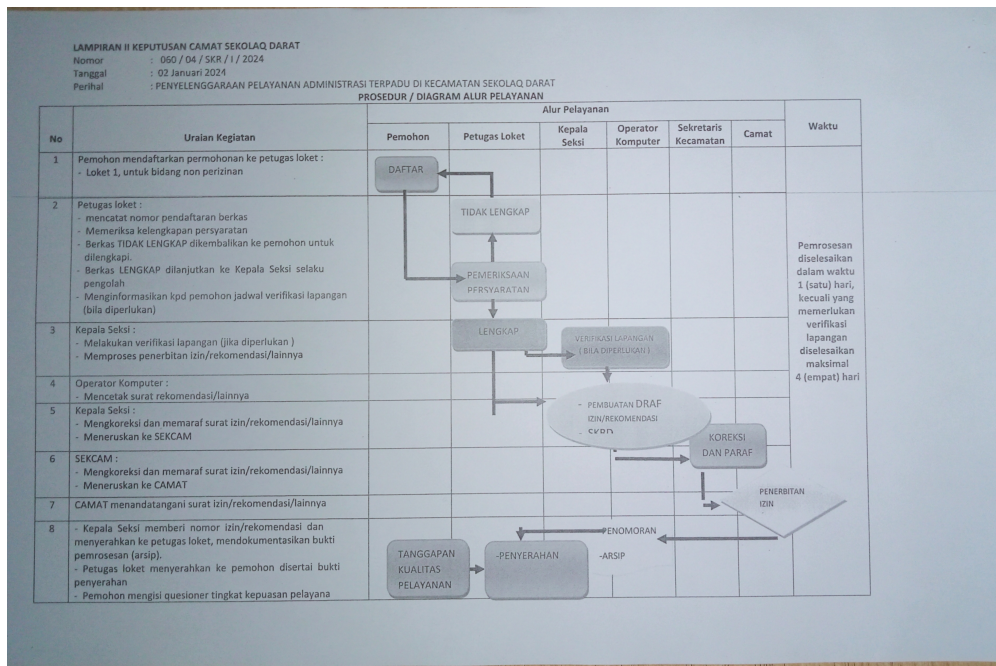 LAMPIRAN II KEPUTUSAN CAMAT SEKOLAQ DARAT
Nomor : 060 / 04 / SKR / I / 2024
Tanggal : 02 Januari 2024
Perihal : PENYELENGGARAAN PELAYANAN ADMINISTRASI TERPADU DI KECAMATAN SEKOLAQ DARAT
PROSEDUR / DIAGRAM ALUR PELAYANAN
No
Uraian Kegiatan
Alur Pelayanan
Waktu
Pemohon
Petugas Loket
Kepala
Seksi
Operator
Komputer
Sekretaris
Kecamatan
Camat
1
Pemohon mendaftarkan permohonan ke petugas loket :
- Loket 1, untuk bidang non perizinan
DAFTAR
2
Petugas loket :
- mencatat nomor pendaftaran berkas
- Memeriksa kelengkapan persyaratan
- Berkas TIDAK LENGKAP dikembalikan ke pemohon untuk
dilengkapi.
- Berkas LENGKAP dilanjutkan ke Kepala Seksi selaku
pengolah
- Menginformasikan kpd pemohon jadwal verifikasi lapangan
(bila diperlukan)
TIDAK LENGKAP
PEMERIKSAAN
PERSYARATAN
Pemrosesan
diselesaikan
dalam waktu
1 (satu) hari,
kecuali yang
memerlukan
verifikasi
lapangan
diselesaikan
maksimal
4 (empat) hari
3
Kepala Seksi :
- Melakukan verifikasi lapangan (jika diperlukan )
- Memproses penerbitan izin/rekomendasi/lainnya
LENGKAP
VERIFIKASI LAPANGAN
( BILA DIPERLUKAN )
4
Operator Komputer :
- Mencetak surat rekomendasi/lainnya
- PEMBUATAN DRAF
IZIN/REKOMENDASI
5
Kepala Seksi :
- Mengkoreksi dan memaraf surat izin/rekomendasi/lainnya
- Meneruskan ke SEKCAM
KOREKSI
DAN PARAF
6
SEKCAM :
- Mengkoreksi dan memaraf surat izin/rekomendasi/lainnya
- Meneruskan ke CAMAT
7
CAMAT menandatangani surat izin/rekomendasi/lainnya
PENERBITAN
IZIN
8
- Kepala Seksi memberi nomor izin/rekomendasi dan
menyerahkan ke petugas loket, mendokumentasikan bukti
pemrosesan (arsip).
- Petugas loket menyerahkan ke pemohon disertai bukti
penyerahan
- Pemohon mengisi quesioner tingkat kepuasan pelayana
TANGGAPAN
KUALITAS
PELAYANAN
-PENYERAHAN
PENOMORAN
-ARSIP